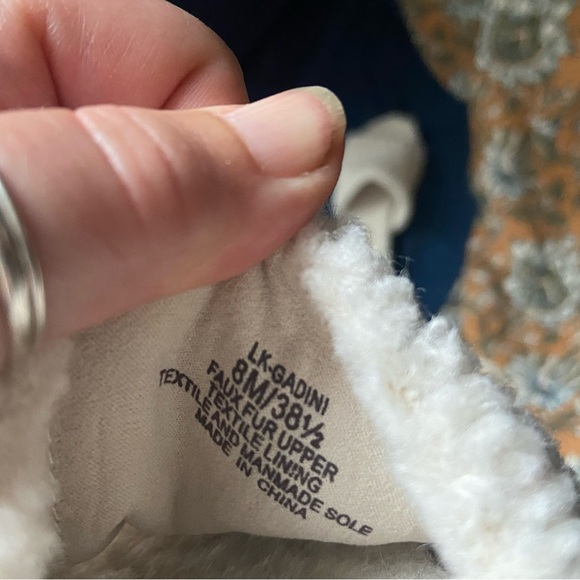 LK-GADINI
8M/38½
FAUX FUR UPPER
TEXTILE LINING
TEXTILE AND MANMADE SOLE
MADE IN CHINA